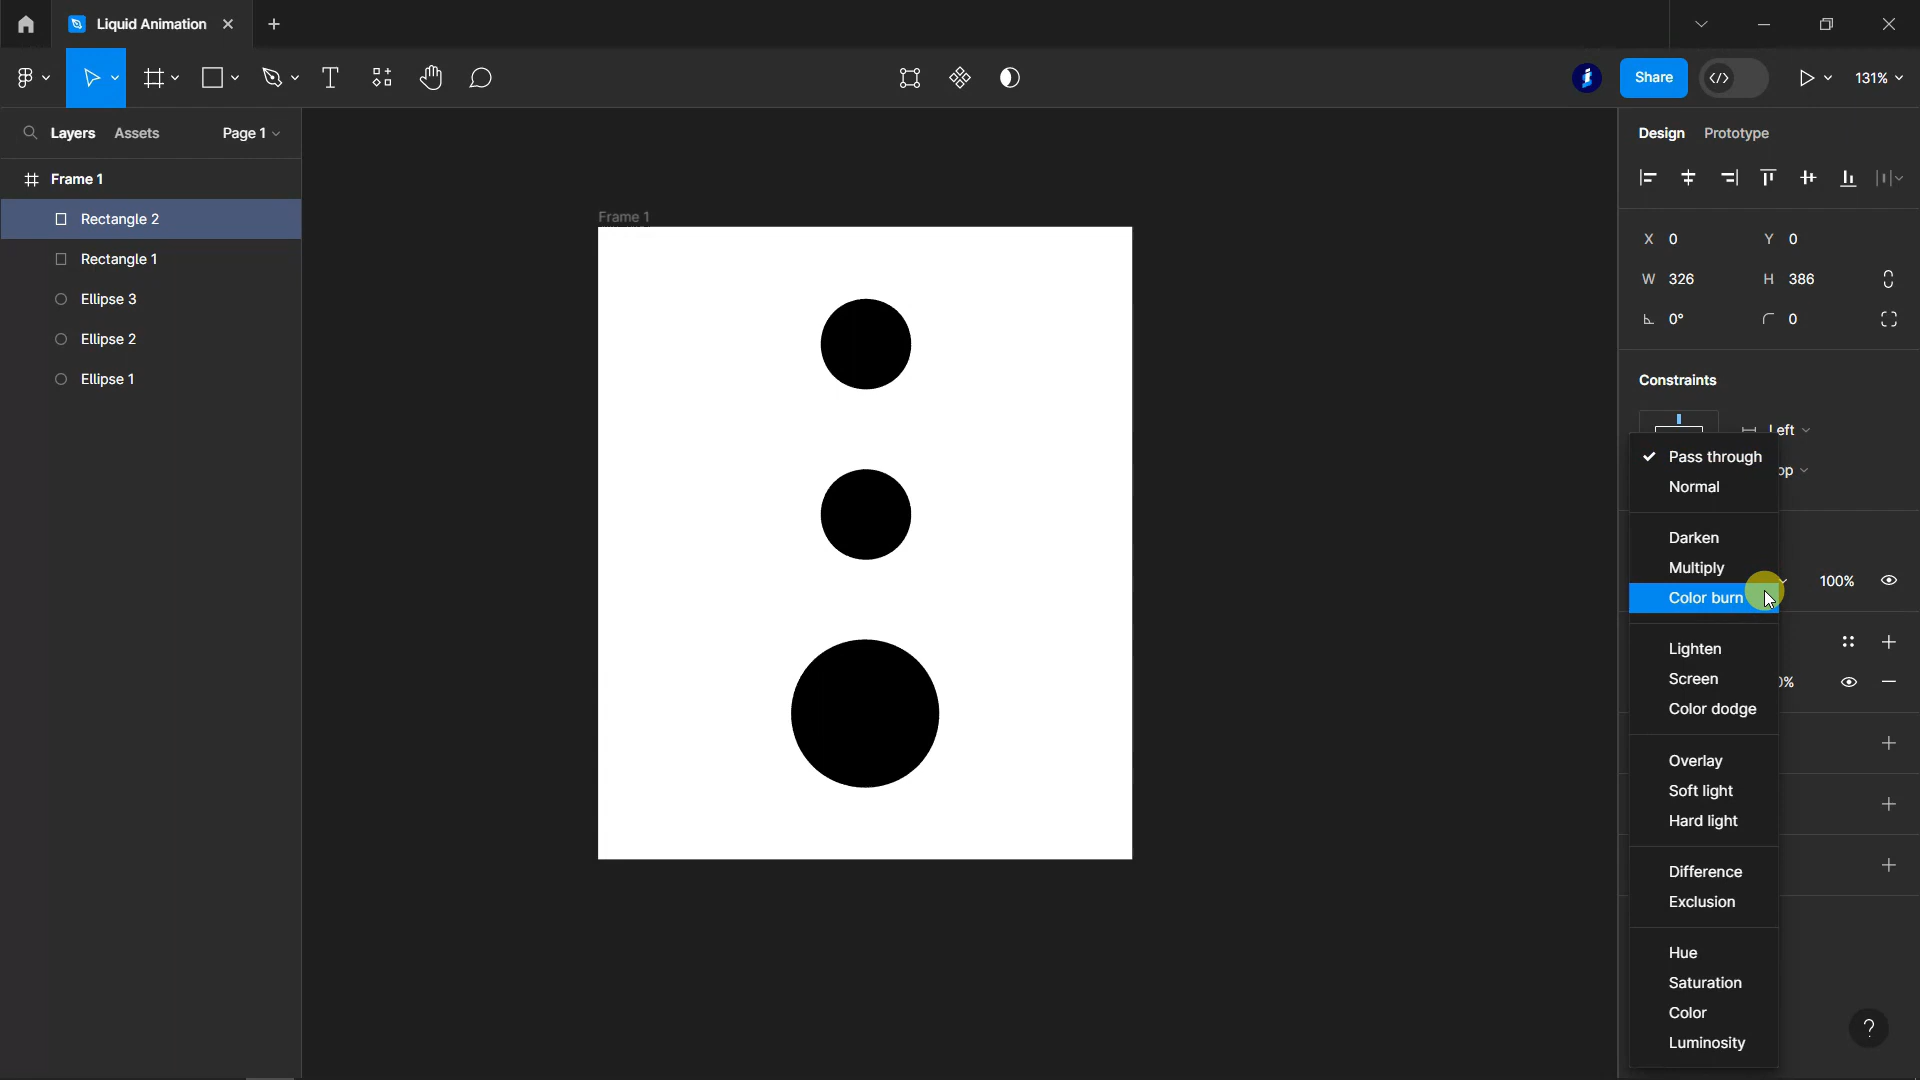 Liquid Animation
Share
131%
Layers
Assets
Page 1
Design
Prototype
Frame 1
Rectangle 2
Rectangle 1
Ellipse 3
Ellipse 2
Ellipse 1
Frame 1
X 0
Y 0
W 326
H 386
0°
0
Constraints
Left
op
Pass through
Normal
Darken
Multiply
Color burn
Lighten
Screen
Color dodge
Overlay
Soft light
Hard light
Difference
Exclusion
Hue
Saturation
Color
Luminosity
100%
0%
?